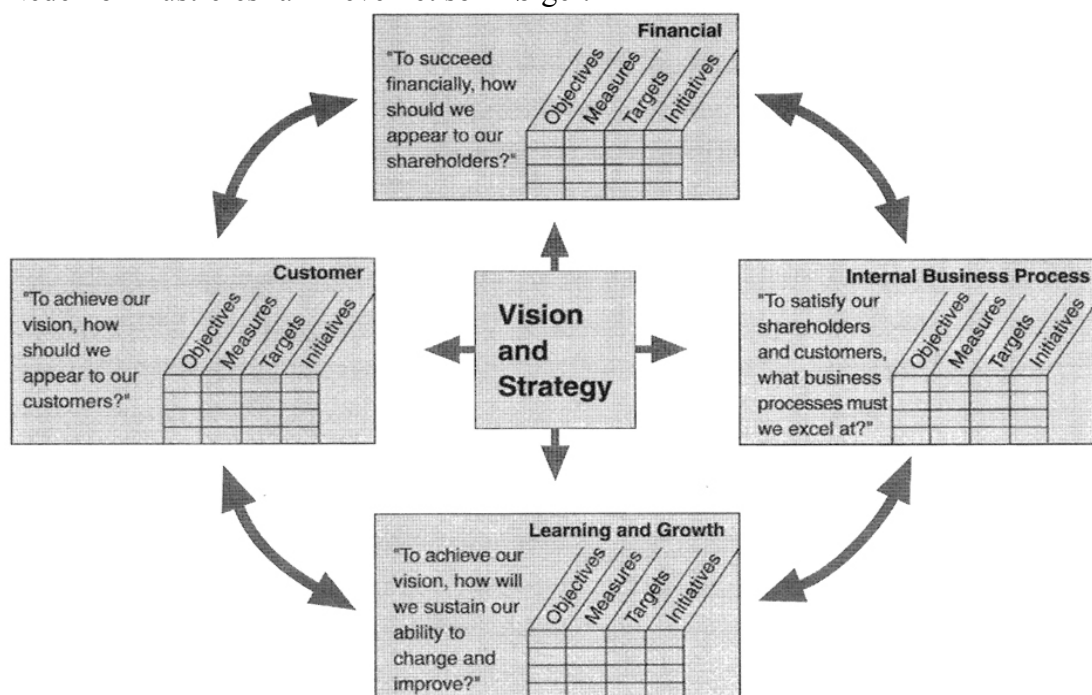 Financial
"To succeed
financially, how
should we
appear to our
shareholders?"
Objectives
Measures
Targets
Initiatives
Customer
"To achieve our
vision, how
should we
appear to our
customers?"
Objectives
Measures
Targets
Initiatives
Vision
and
Strategy
Internal Business Process
"To satisfy our
shareholders
and customers,
what business
processes must
we excel at?"
Objectives
Measures
Targets
Initiatives
Learning and Growth
"To achieve our
vision, how will
we sustain our
ability to
change and
improve?"
Objectives
Measures
Targets
Initiatives